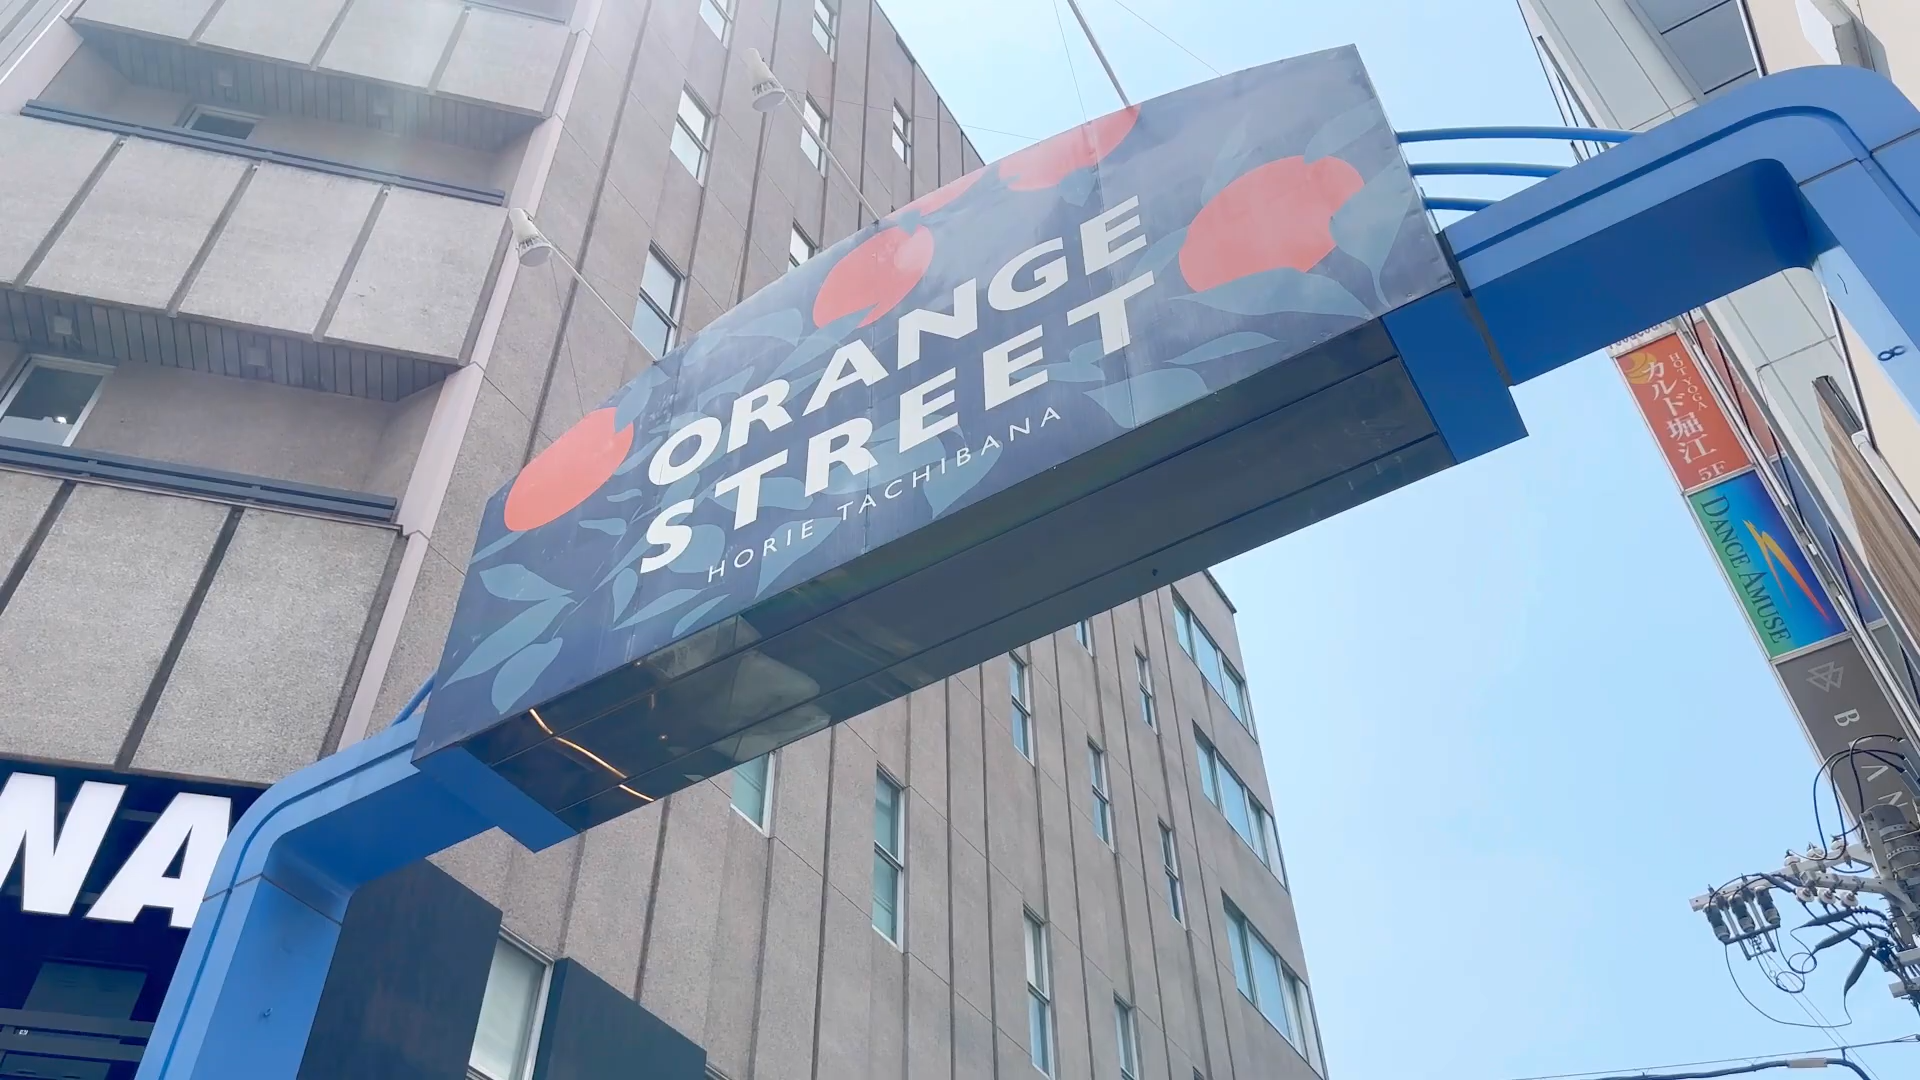 ORANGE
STREET
HORIE TACHIBANA
HOT YOGA
カルド堀江
5F
DANCE AMUSE
NA